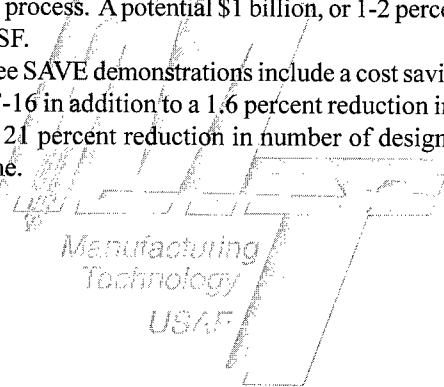 process. A potential $1 billion, or 1-2 perce
SF.
ee SAVE demonstrations include a cost savi
-16 in addition to a 1.6 percent reduction in
21 percent reduction in number of design
ne.
Manufacturing
Technology
USAF